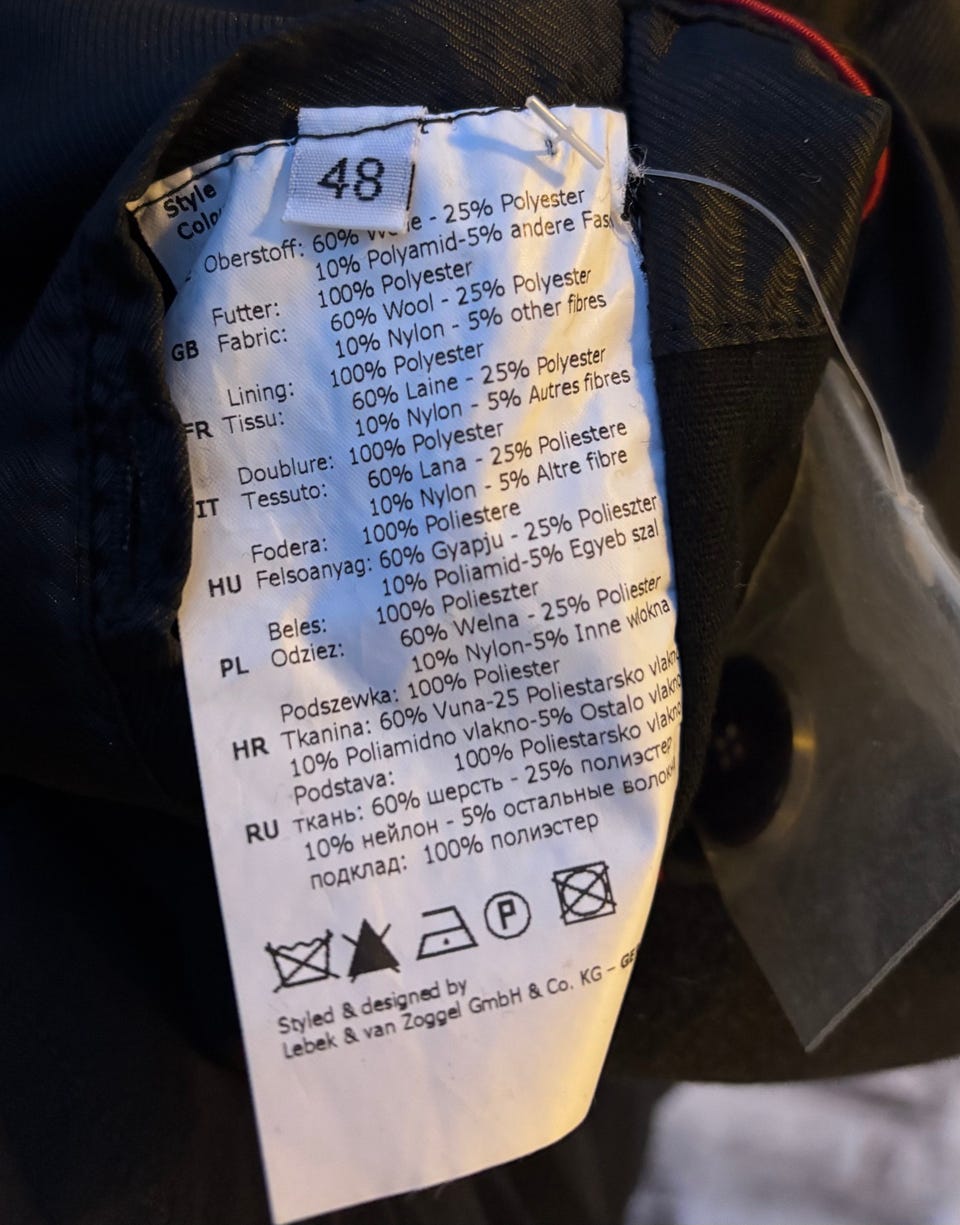 48
Style
Oberstoff: 60% - 25% Polyester
10% Polyamid-5% andere
Futter: 100% Polyester
GB Fabric: 60% Wool - 25% Polyester
10% Nylon - 5% other fibres
Lining: 100% Polyester
FR Tissu: 60% Laine - 25% Polyester
10% Nylon - 5% Autres fibres
Doublure: 100% Polyester
IT Tessuto: 60% Lana - 25% Poliestere
10% Nylon - 5% Altre fibre
Fodera: 100% Poliestere
HU Felsoanyag: 60% Gyapju - 25% Polieszter
10% Poliamid-5% Egyeb szal
Beles: 100% Polieszter
PL Odziez: 60% Welna - 25% Poliester
10% Nylon-5% Inne wlokna
Podszewka: 100% Poliester
HR Tkanina: 60% Vuna-25 Poliestarsko
10% Poliamidno vlakno-5% Ostalo vlakno
Podstava: 100% Poliestarsko vlakno
RU ткань: 60% шерсть - 25% полиэстер
10% нейлон - 5% остальные
подклад: 100% полиэстер
P
Styled & designed by
Lebek & van Zoggel GmbH & Co. KG –